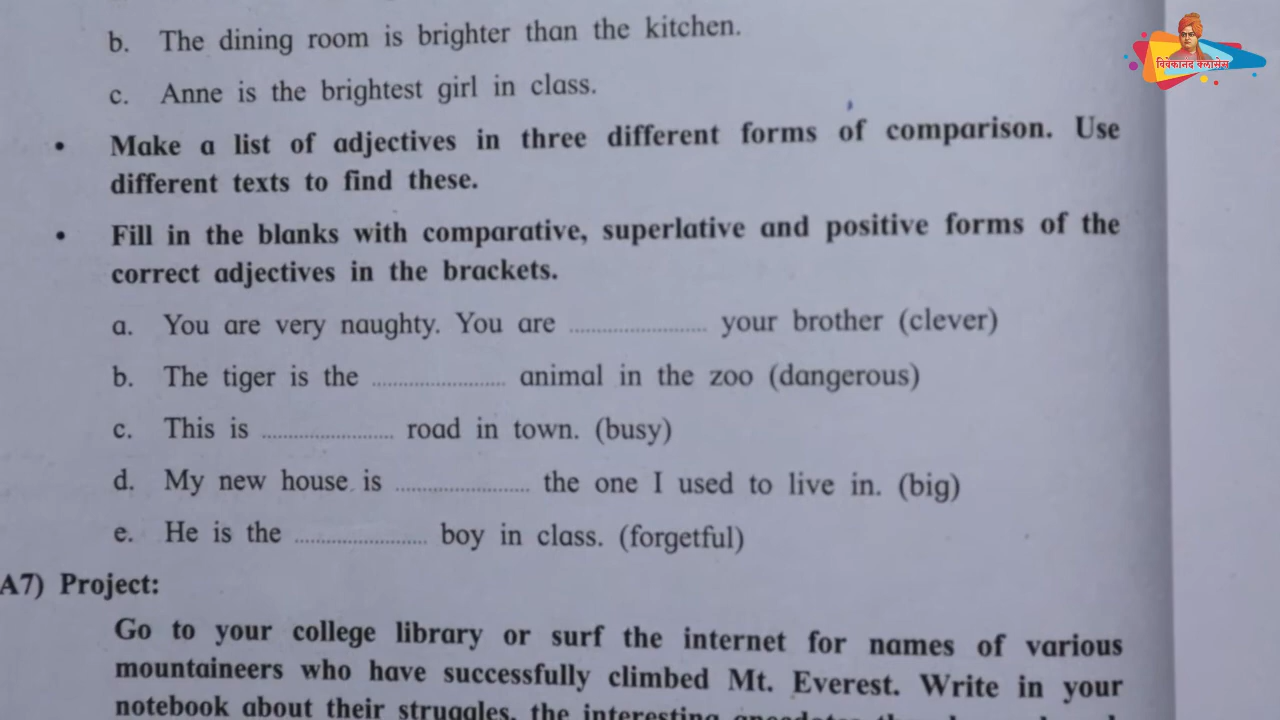 विवेकानंद क्लासेस
b. The dining room is brighter than the kitchen.
c. Anne is the brightest girl in class.
• Make a list of adjectives in three different forms of comparison. Use
different texts to find these.
• Fill in the blanks with comparative, superlative and positive forms of the
correct adjectives in the brackets.
a. You are very naughty. You are ........................ your brother (clever)
b. The tiger is the ........................ animal in the zoo (dangerous)
c. This is ........................ road in town. (busy)
d. My new house is ........................ the one I used to live in. (big)
e. He is the ........................ boy in class. (forgetful)
A7) Project:
Go to your college library or surf the internet for names of various
mountaineers who have successfully climbed Mt. Everest. Write in your
notebook about their struggles, the interesting anecdotes